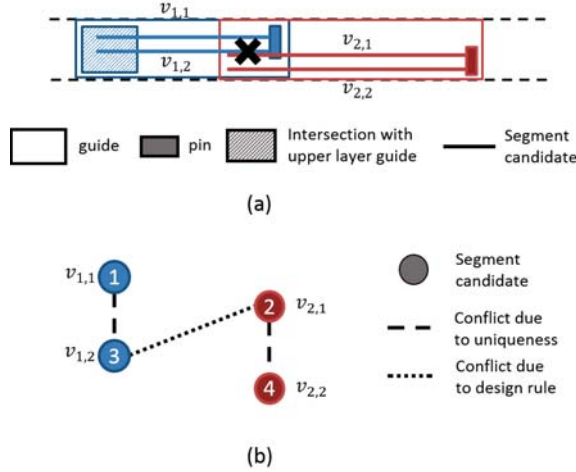 v1,1
v2,1
v1,2
v2,2
guide
pin
Intersection with
upper layer guide
Segment
candidate
(a)
v1,1 1
Segment
candidate
2 v2,1
Conflict due
to uniqueness
v1,2 3
Conflict due
to design rule
4 v2,2
(b)